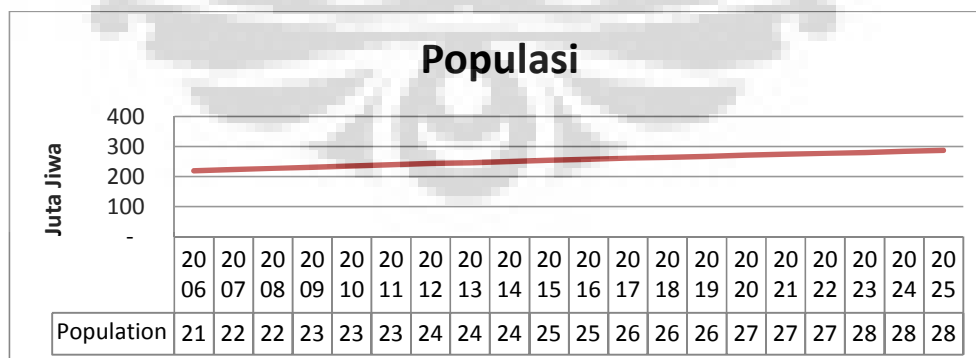 Populasi
400
300
200
100
-
Juta Jiwa
20 20 20 20 20 20 20 20 20 20 20 20 20 20 20 20 20 20 20 20
06 07 08 09 10 11 12 13 14 15 16 17 18 19 20 21 22 23 24 25
Population 21 22 22 23 23 23 24 24 24 25 25 26 26 26 27 27 27 28 28 28